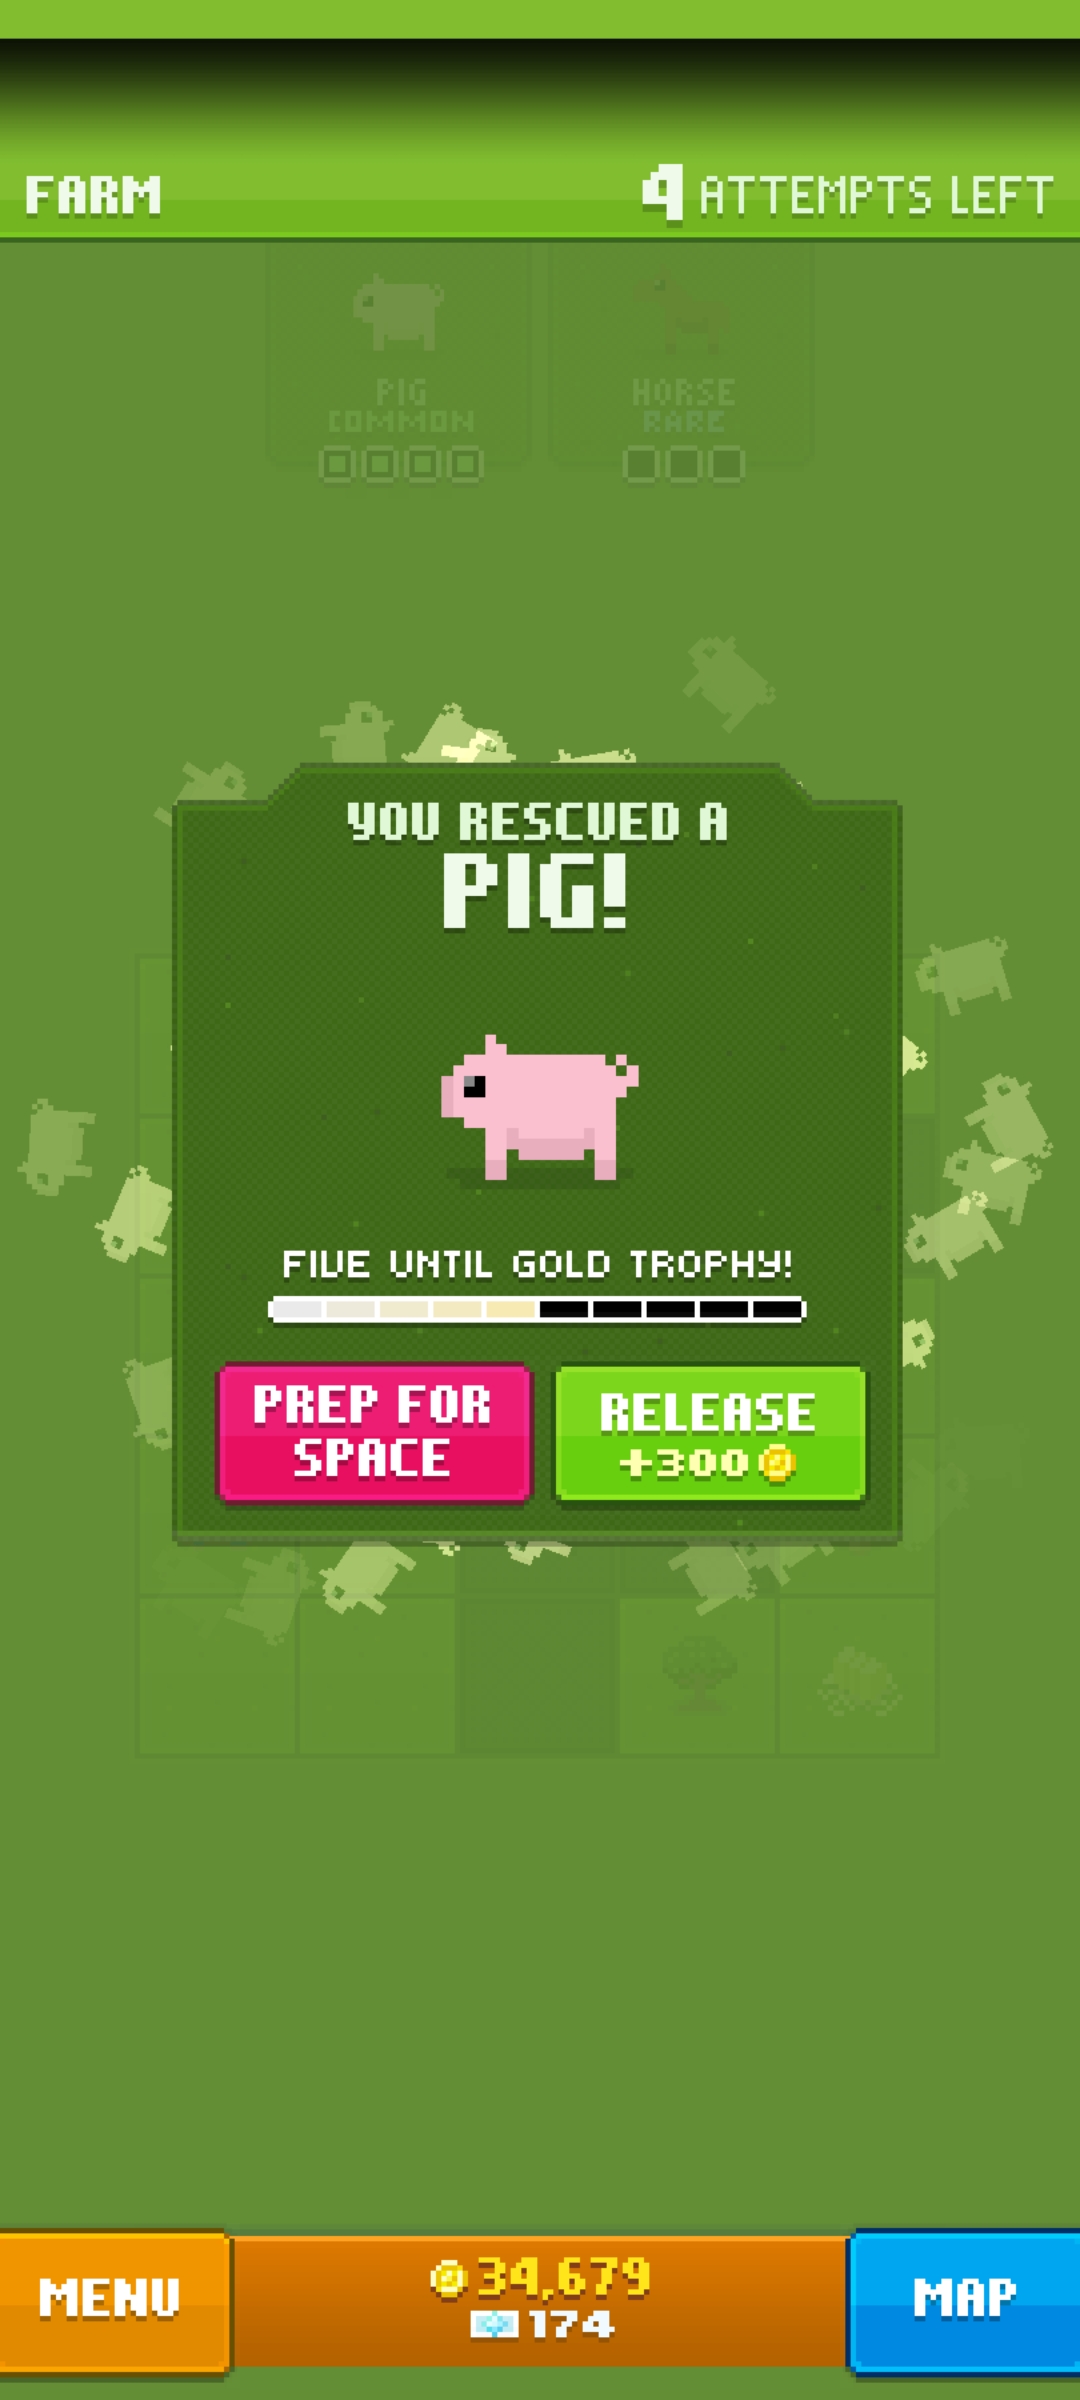 FARM
4 ATTEMPTS LEFT
PIG
COMMON
HORSE
RARE
YOU RESCUED A
PIG!
FIVE UNTIL GOLD TROPHY!
PREP FOR
SPACE
RELEASE
+300
MENU
34,679
174
MAP